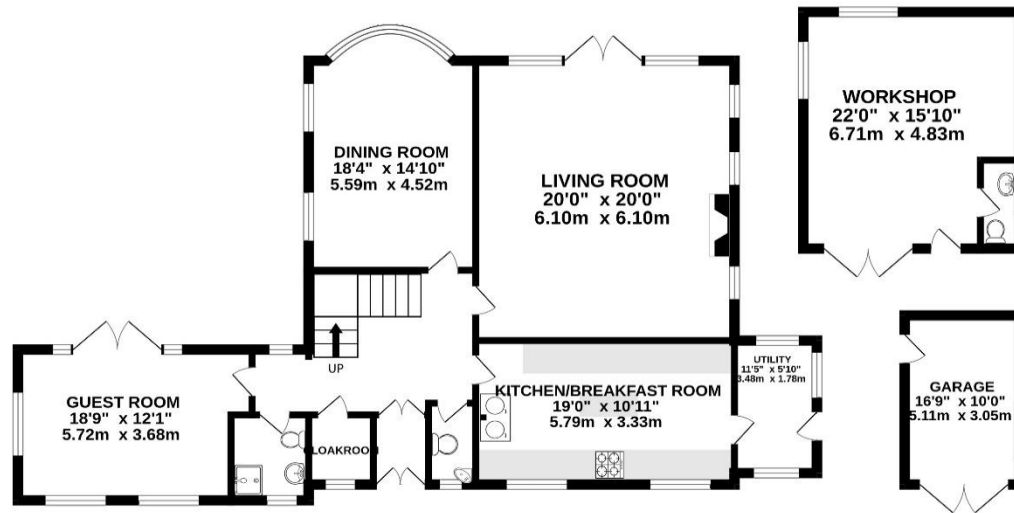 WORKSHOP
22'0" x 15'10"
6.71m x 4.83m
DINING ROOM
18'4" x 14'10"
5.59m x 4.52m
LIVING ROOM
20'0" x 20'0"
6.10m x 6.10m
UP
UTILITY
11'5" x 5'10"
3.48m x 1.78m
GUEST ROOM
18'9" x 12'1"
5.72m x 3.68m
KITCHEN/BREAKFAST ROOM
19'0" x 10'11"
5.79m x 3.33m
GARAGE
16'9" x 10'0"
5.11m x 3.05m
CLOAKROOM